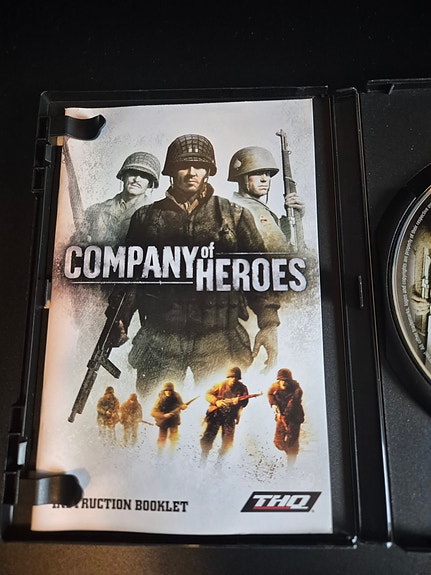 COMPANY of
HEROES
INSTRUCTION BOOKLET
THQ